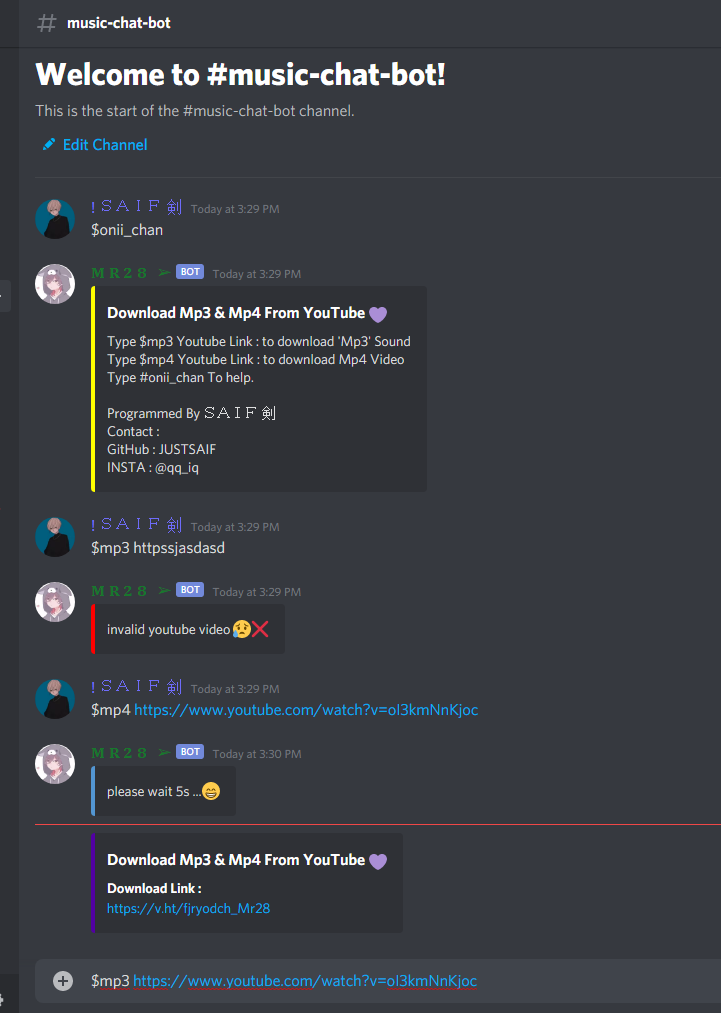 # music-chat-bot
Welcome to #music-chat-bot!
This is the start of the #music-chat-bot channel.
Edit Channel
! S A I F 剣 Today at 3:29 PM
$onii_chan
M R 2 8 ➢ BOT Today at 3:29 PM
Download Mp3 & Mp4 From YouTube 💜
Type $mp3 Youtube Link : to download 'Mp3' Sound
Type $mp4 Youtube Link : to download Mp4 Video
Type #onii_chan To help.
Programmed By S A I F 剣
Contact :
GitHub : JUSTSAIF
INSTA : @qq_iq
! S A I F 剣 Today at 3:29 PM
$mp3 httpssjasdasd
M R 2 8 ➢ BOT Today at 3:29 PM
invalid youtube video 😥❌
! S A I F 剣 Today at 3:29 PM
$mp4 https://www.youtube.com/watch?v=ol3kmNnKjoc
M R 2 8 ➢ BOT Today at 3:30 PM
please wait 5s ...😁
Download Mp3 & Mp4 From YouTube 💜
Download Link :
https://v.ht/fjryodch_Mr28
$mp3 https://www.youtube.com/watch?v=ol3kmNnKjoc